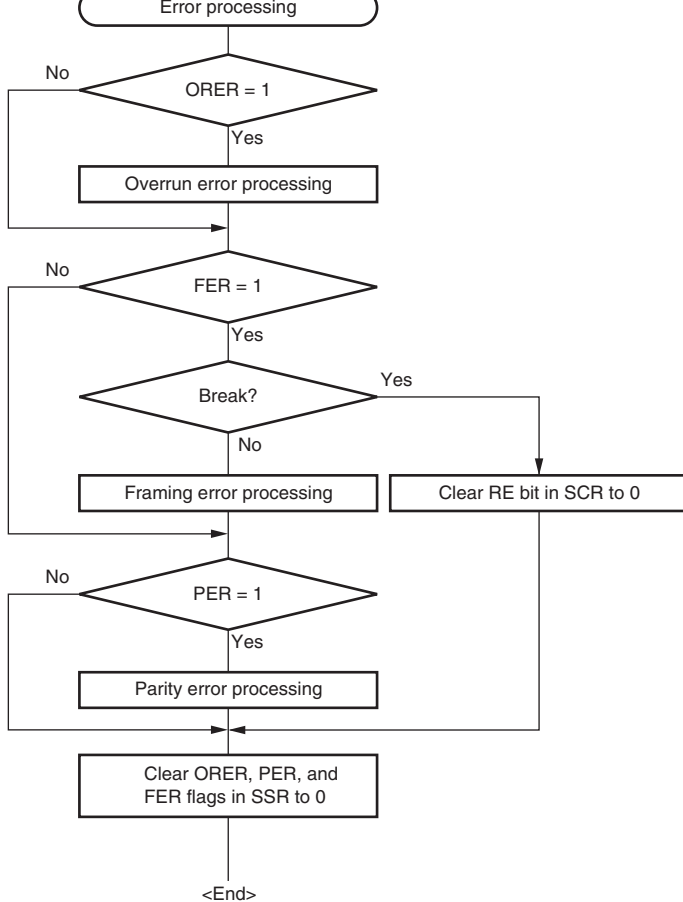 Error processing
No
ORER = 1
Yes
Overrun error processing
No
FER = 1
Yes
Break?
Yes
No
Framing error processing
Clear RE bit in SCR to 0
No
PER = 1
Yes
Parity error processing
Clear ORER, PER, and
FER flags in SSR to 0
<End>